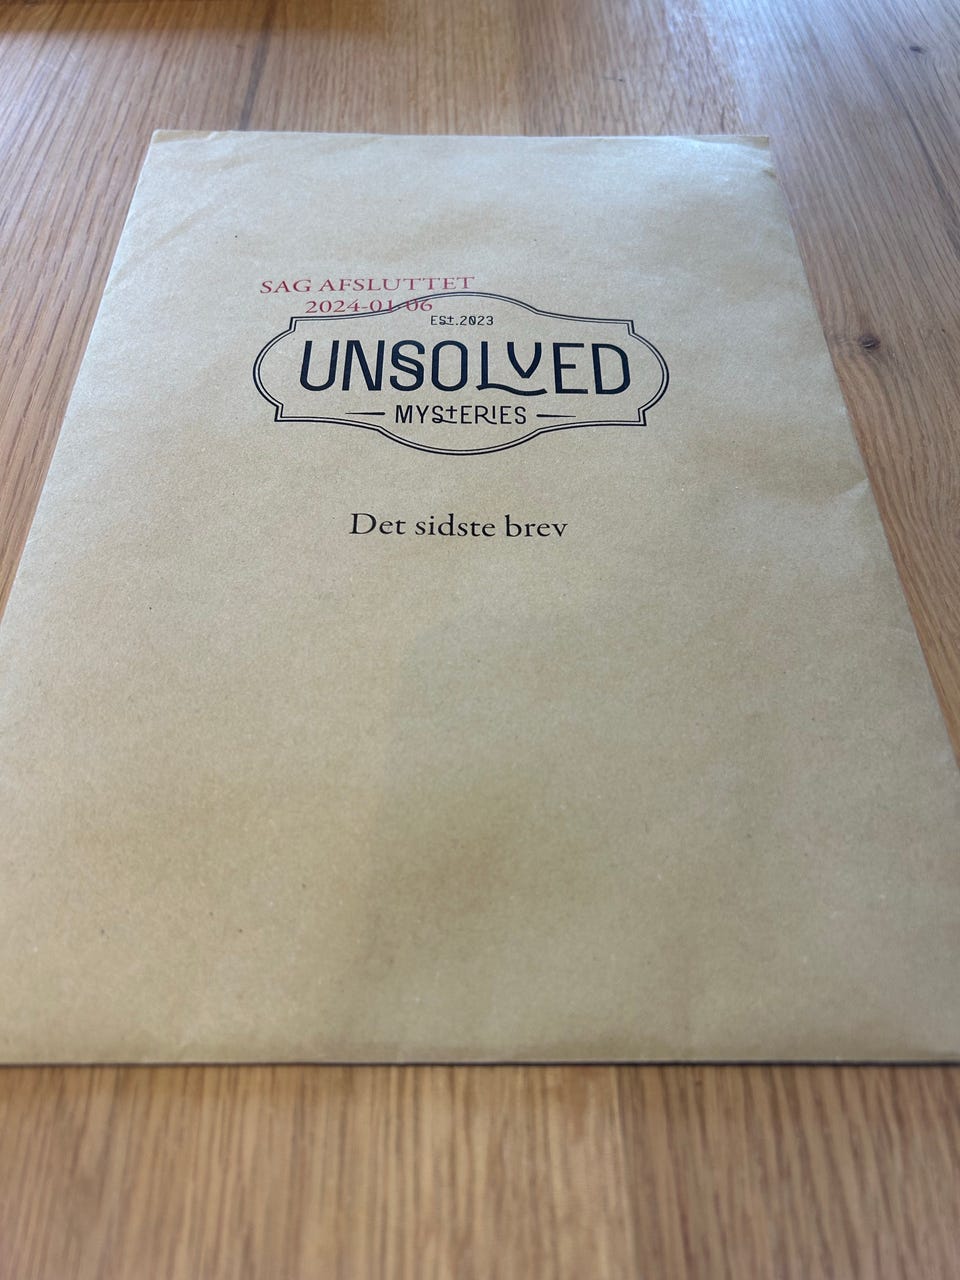 SAG AFSLUTTET
2024-01-06
EST.2023
UNSOLVED
MYSTERIES
Det sidste brev